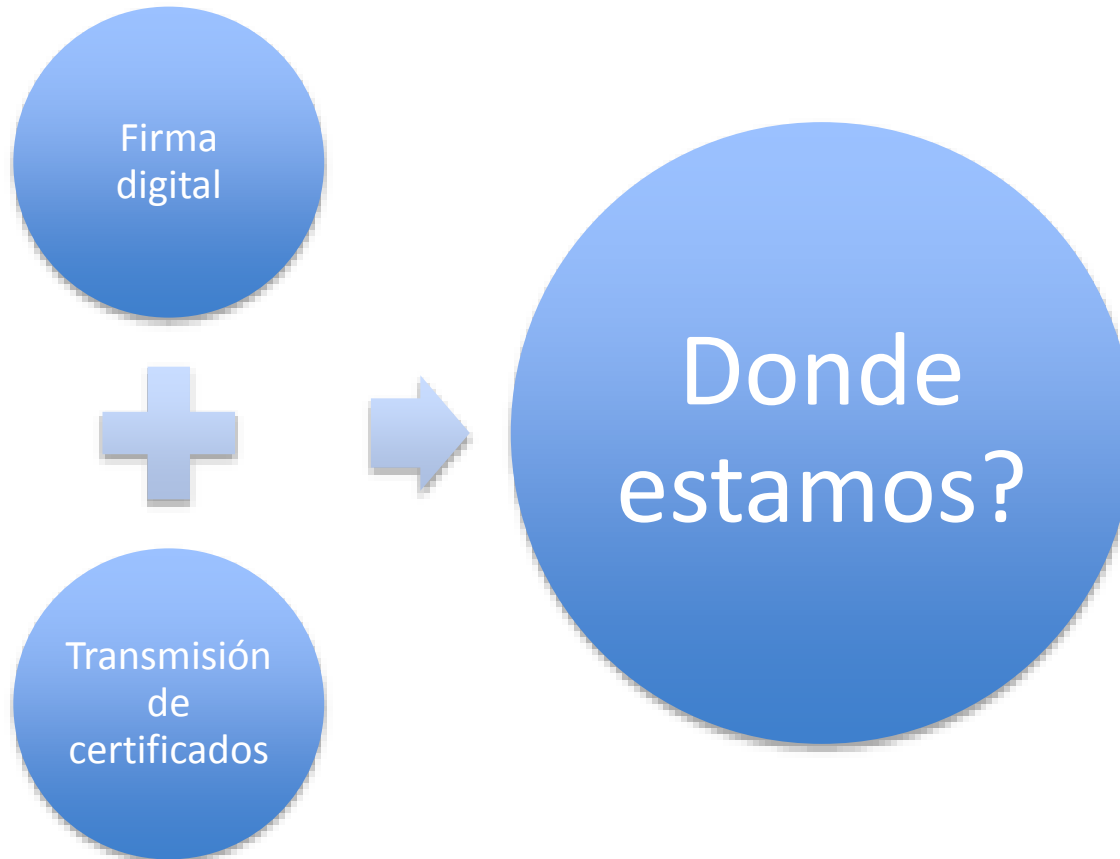 Firma
digital
Transmisión
de
certificados
Donde
estamos?